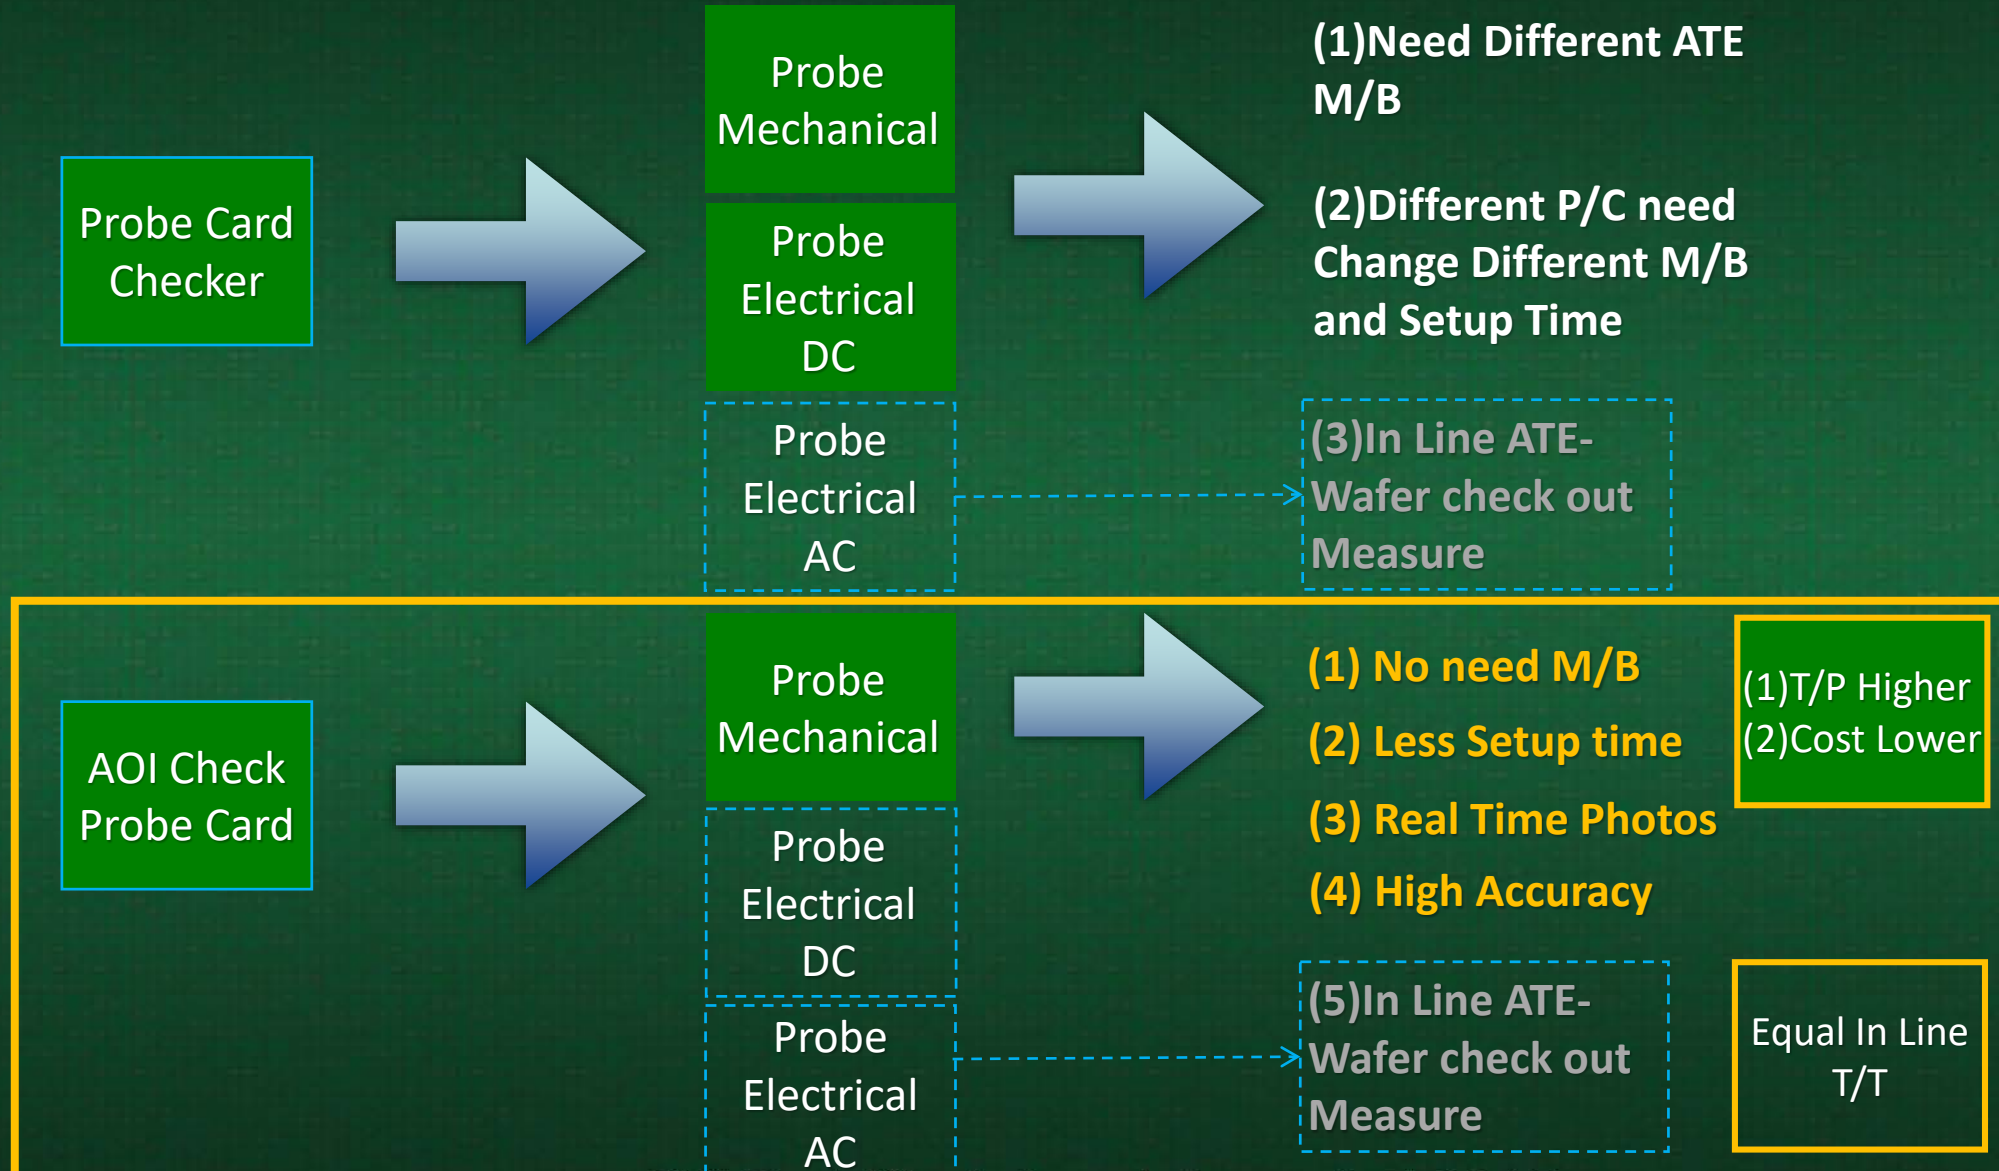 Probe Card
Checker
Probe
Mechanical
Probe
Electrical
DC
Probe
Electrical
AC
(1)Need Different ATE
M/B
(2)Different P/C need
Change Different M/B
and Setup Time
(3)In Line ATE-
Wafer check out
Measure
AOI Check
Probe Card
Probe
Mechanical
Probe
Electrical
DC
Probe
Electrical
AC
(1) No need M/B
(2) Less Setup time
(3) Real Time Photos
(4) High Accuracy
(5)In Line ATE-
Wafer check out
Measure
(1)T/P Higher
(2)Cost Lower
Equal In Line
T/T